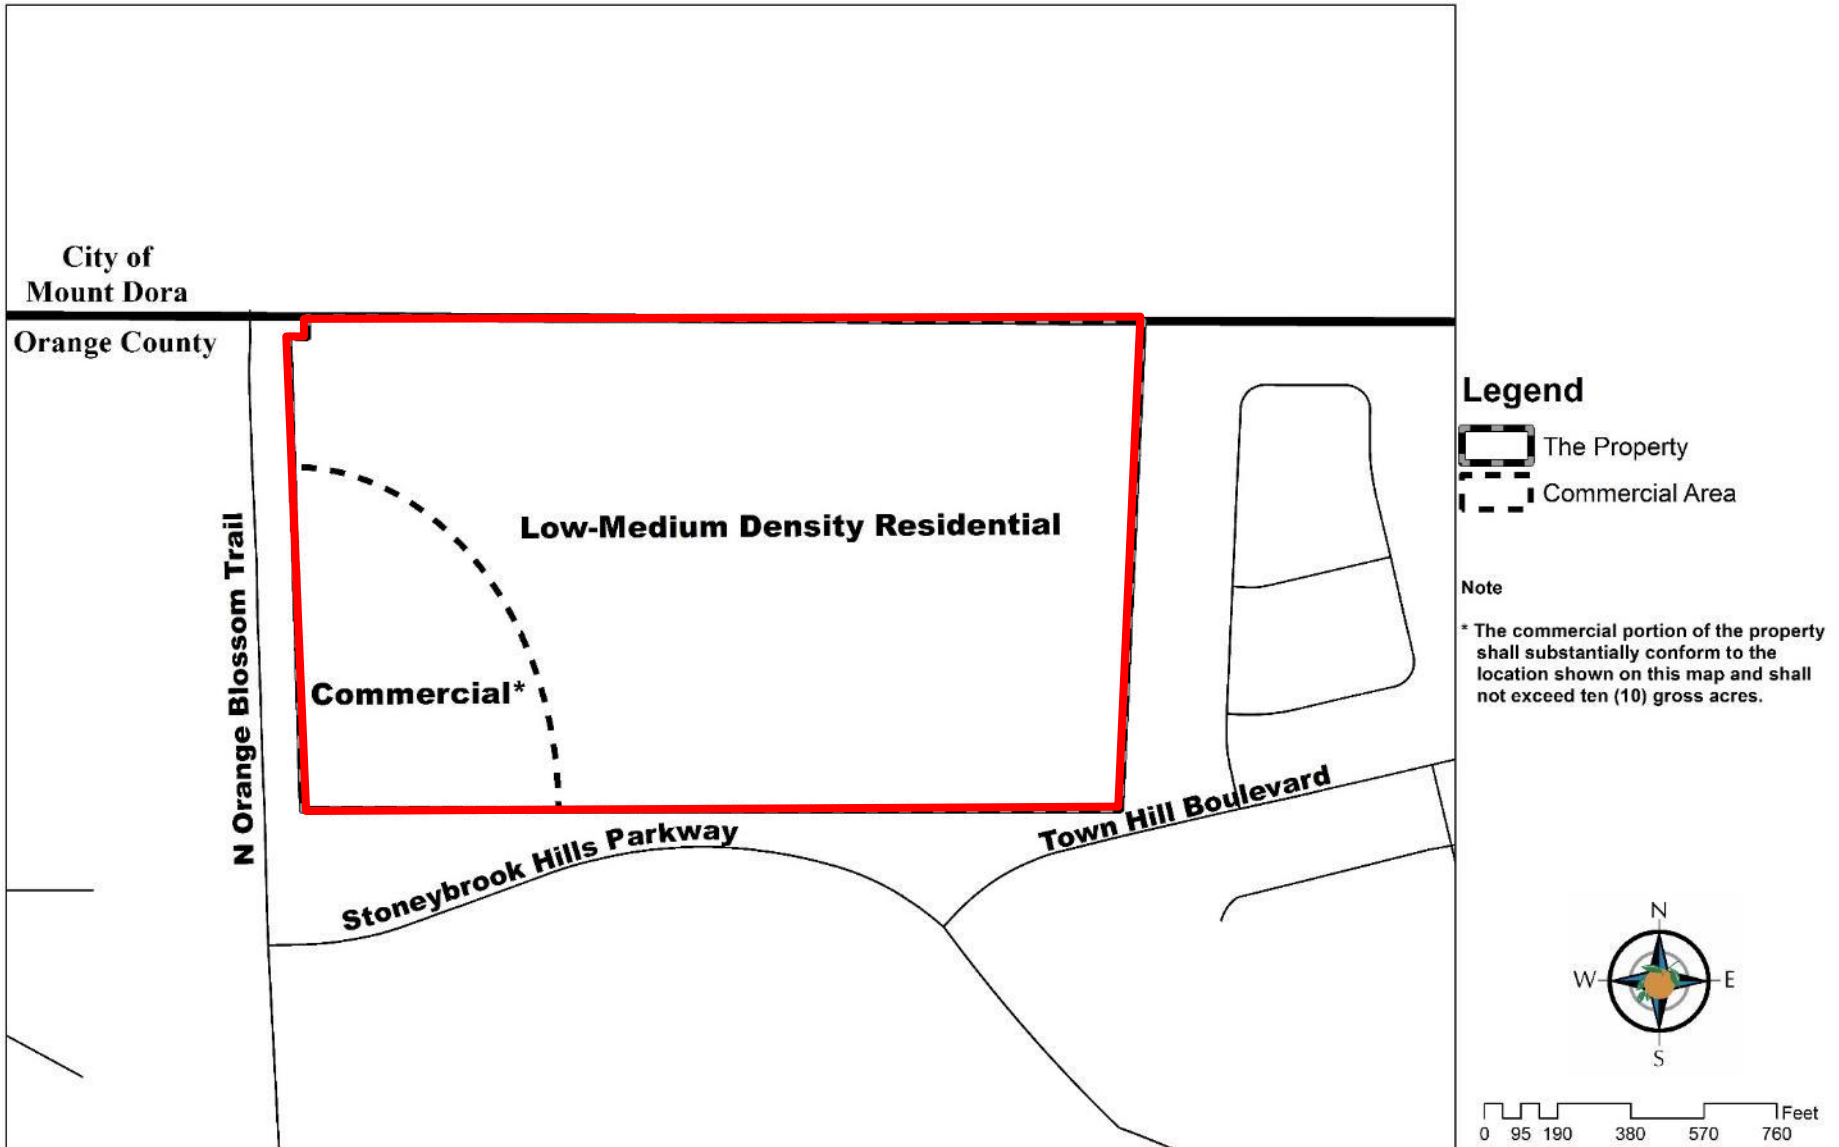 City of
Mount Dora
Orange County
N Orange Blossom Trail
Low-Medium Density Residential
Commercial*
Stoneybrook Hills Parkway
Town Hill Boulevard
Legend
The Property
Commercial Area
Note
* The commercial portion of the property
shall substantially conform to the
location shown on this map and shall
not exceed ten (10) gross acres.
N
W E
S
Feet
0 95 190 380 570 760